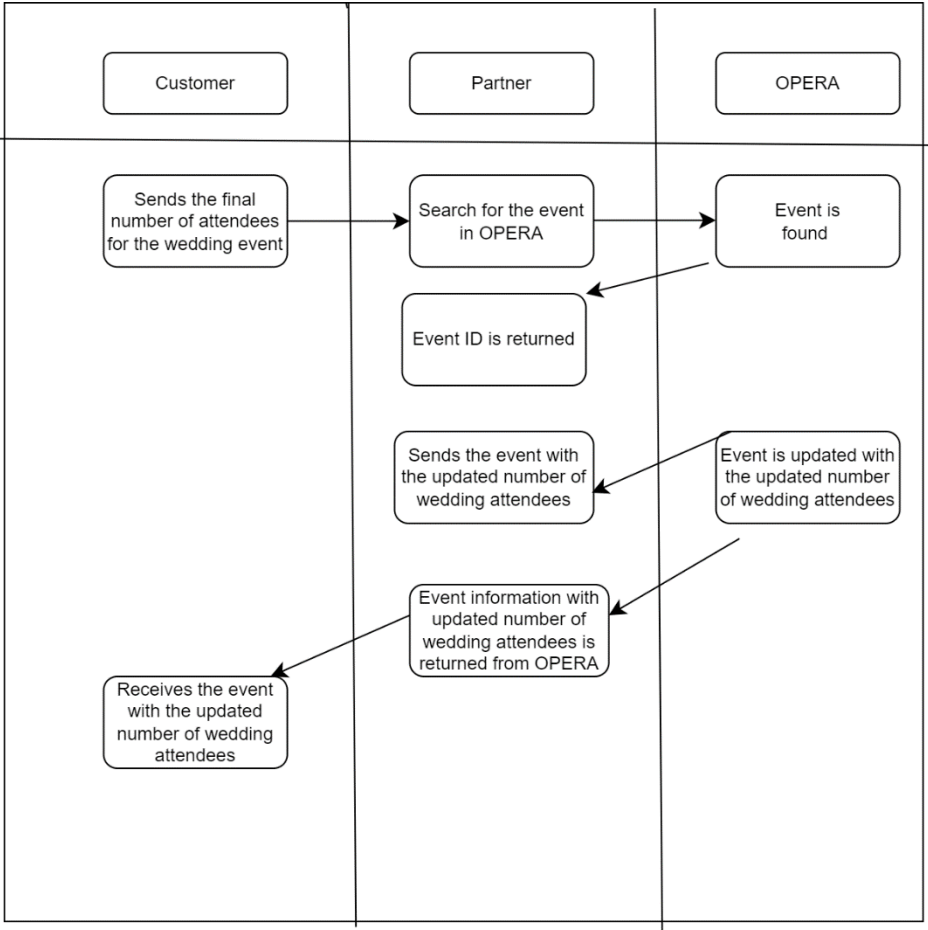 Customer
Partner
OPERA
Sends the final
number of attendees
for the wedding event
Search for the event
in OPERA
Event is
found
Event ID is returned
Sends the event with
the updated number of
wedding attendees
Event is updated with
the updated number
of wedding attendees
Event information with
updated number of
wedding attendees is
returned from OPERA
Receives the event
with the updated
number of wedding
attendees